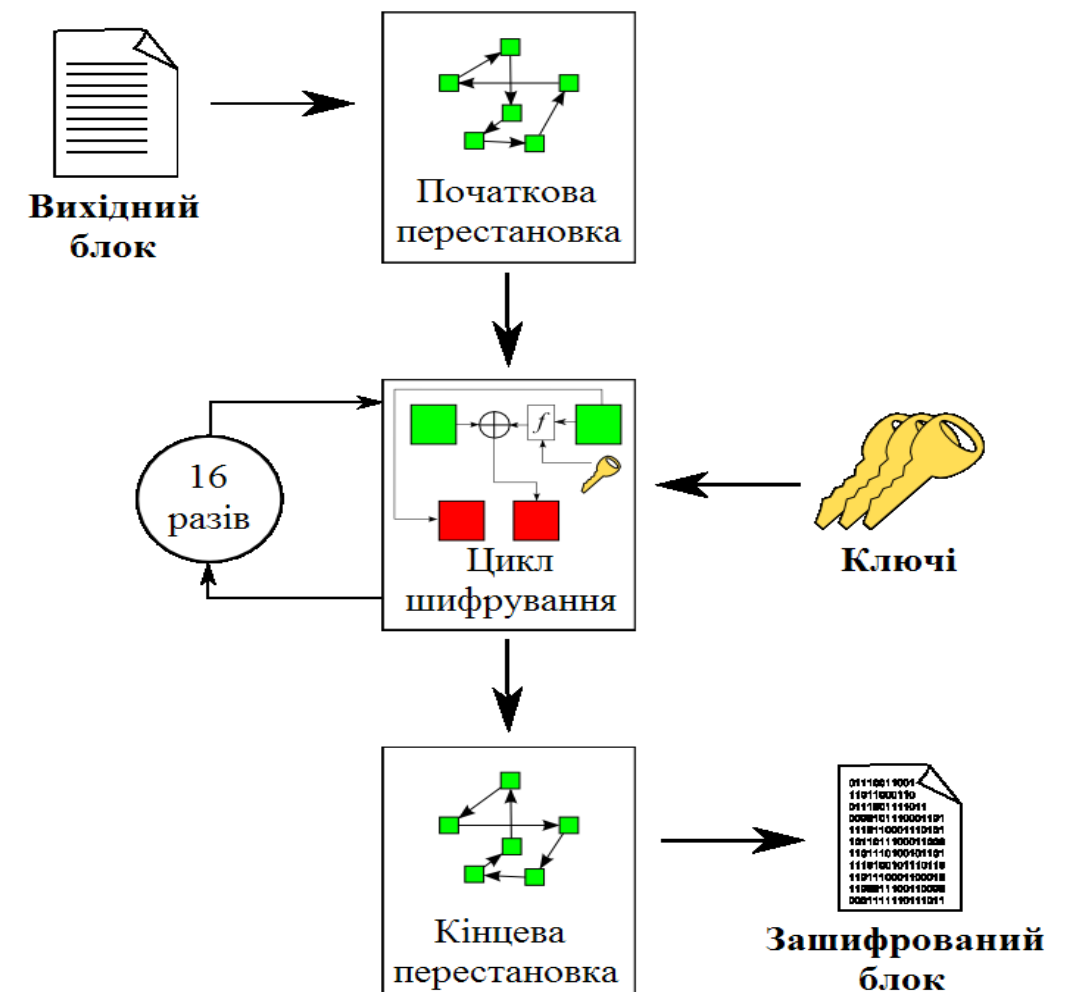 Вихідний
блок
Початкова
перестановка
16
разів
f
Цикл
шифрування
Ключі
Кінцева
перестановка
Зашифрований
блок